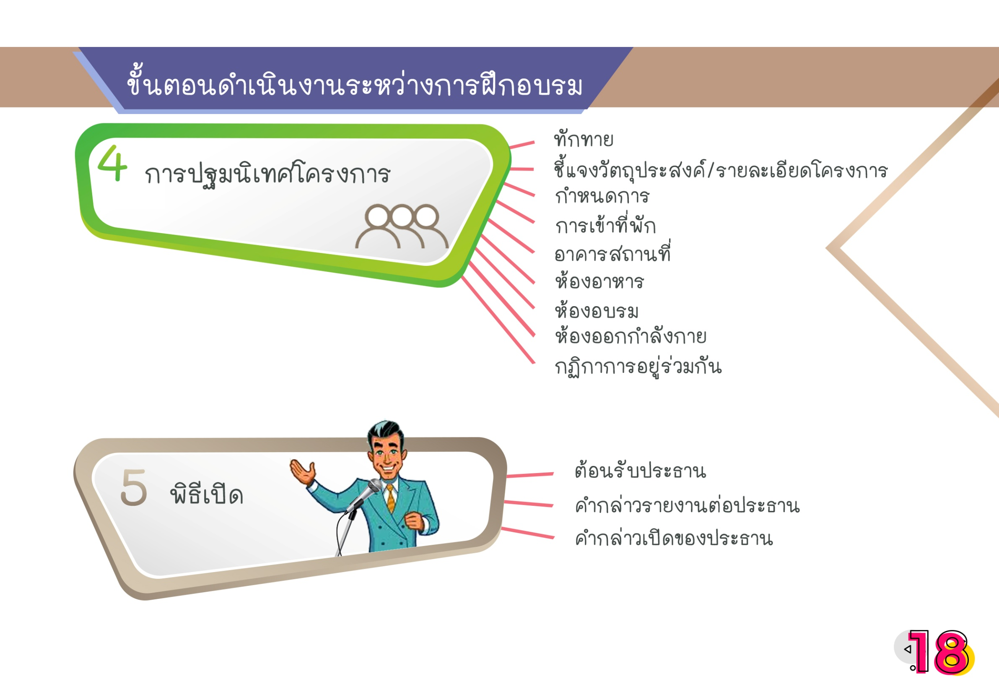 ขั้นตอนดำเนินงานระหว่างการฝึกอบรม
4 การปฐมนิเทศโครงการ
ทักทาย
ชี้แจงวัตถุประสงค์/รายละเอียดโครงการ
กำหนดการ
การเข้าที่พัก
อาคารสถานที่
ห้องอาหาร
ห้องอบรม
ห้องออกกำลังกาย
กฏิกาการอยู่ร่วมกัน
5 พิธีเปิด
ต้อนรับประธาน
คำกล่าวรายงานต่อประธาน
คำกล่าวเปิดของประธาน
18